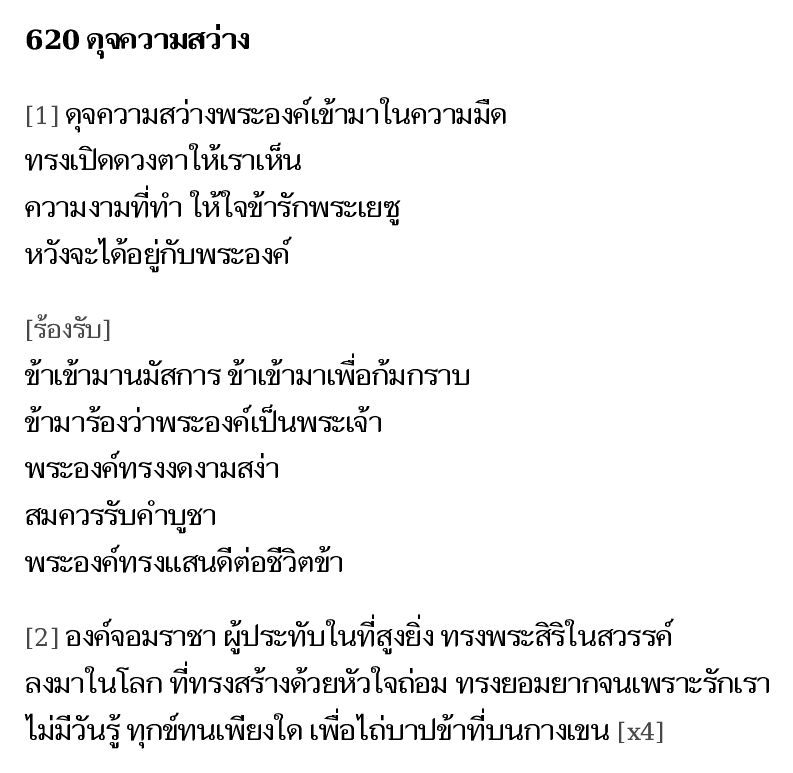 620 ดุจความสว่าง
[1] ดุจความสว่างพระองค์เข้ามาในความมืด
ทรงเปิดดวงตาให้เราเห็น
ความงามที่ทำ ให้ใจข้ารักพระเยซู
หวังจะได้อยู่กับพระองค์
[ร้องรับ]
ข้าเข้ามานมัสการ ข้าเข้ามาเพื่อก้มกราบ
ข้ามาร้องว่าพระองค์เป็นพระเจ้า
พระองค์ทรงงดงามสง่า
สมควรรับคำบูชา
พระองค์ทรงแสนดีต่อชีวิตข้า
[2] องค์จอมราชา ผู้ประทับในที่สูงยิ่ง ทรงพระสิริในสวรรค์
ลงมาในโลก ที่ทรงสร้างด้วยหัวใจถ่อม ทรงยอมยากจนเพราะรักเรา
ไม่มีวันรู้ ทุกข์ทนเพียงใด เพื่อไถ่บาปข้าที่บนกางเขน [x4]